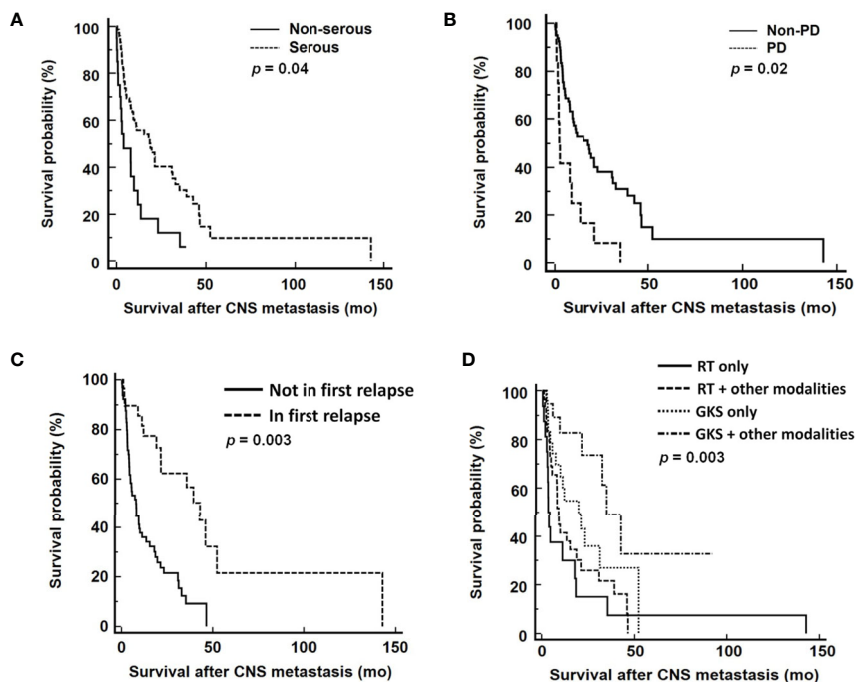 A
Non-serous
Serous
p = 0.04
Survival probability (%)
100
80
60
40
20
0
0 50 100 150
Survival after CNS metastasis (mo)
B
Non-PD
PD
p = 0.02
Survival probability (%)
100
80
60
40
20
0
0 50 100 150
Survival after CNS metastasis (mo)
C
Not in first relapse
In first relapse
p = 0.003
Survival probability (%)
100
80
60
40
20
0
0 50 100 150
Survival after CNS metastasis (mo)
D
RT only
RT + other modalities
GKS only
GKS + other modalities
p = 0.003
Survival probability (%)
100
80
60
40
20
0
0 50 100 150
Survival after CNS metastasis (mo)